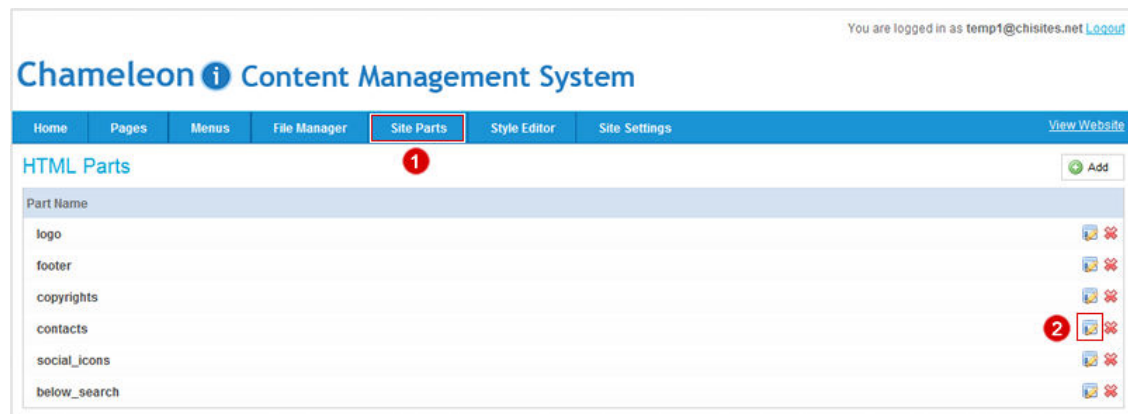 You are logged in as temp1@chisites.net Logout
Chameleon i Content Management System
Home Pages Menus File Manager Site Parts Style Editor Site Settings View Website
1
HTML Parts Add
Part Name
logo
footer
copyrights
contacts 2
social_icons
below_search